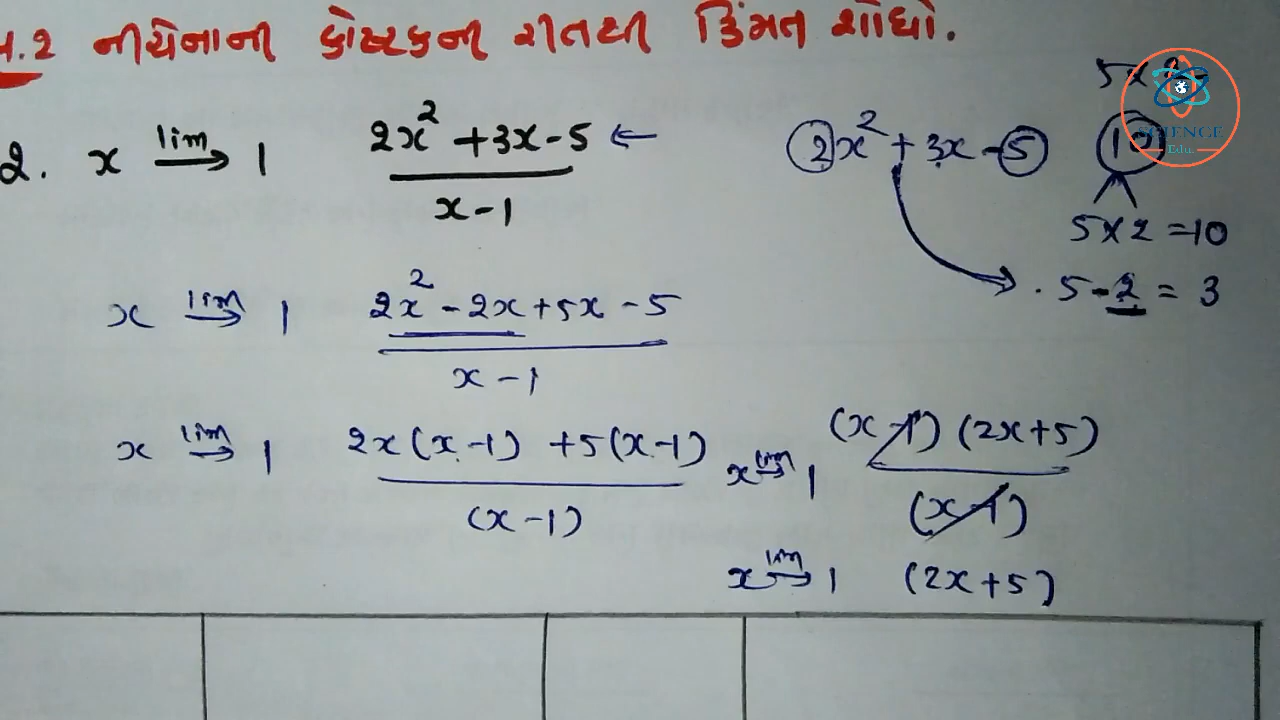 ૫.૨ નીચેનાની કોષ્ટકની રીતથી કિંમત શોધો.
2. x lim→ 1 (2x² + 3x - 5) / (x - 1) ←
2x² + 3x - 5
10
5 x 2 = 10
5 - 2 = 3
x lim→ 1 (2x² - 2x + 5x - 5) / (x - 1)
x lim→ 1 (2x(x - 1) + 5(x - 1)) / (x - 1)
x lim→ 1 ((x - 1)(2x + 5)) / (x - 1)
x lim→ 1 (2x + 5)
SCIENCE
Edu.